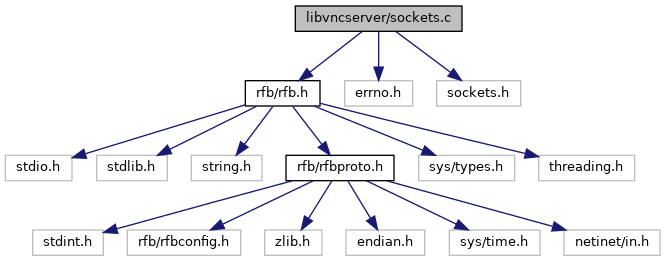 libvncserver/sockets.c
rfb/rfb.h
errno.h
sockets.h
stdio.h
stdlib.h
string.h
rfb/rfbproto.h
sys/types.h
threading.h
stdint.h
rfb/rfbconfig.h
zlib.h
endian.h
sys/time.h
netinet/in.h